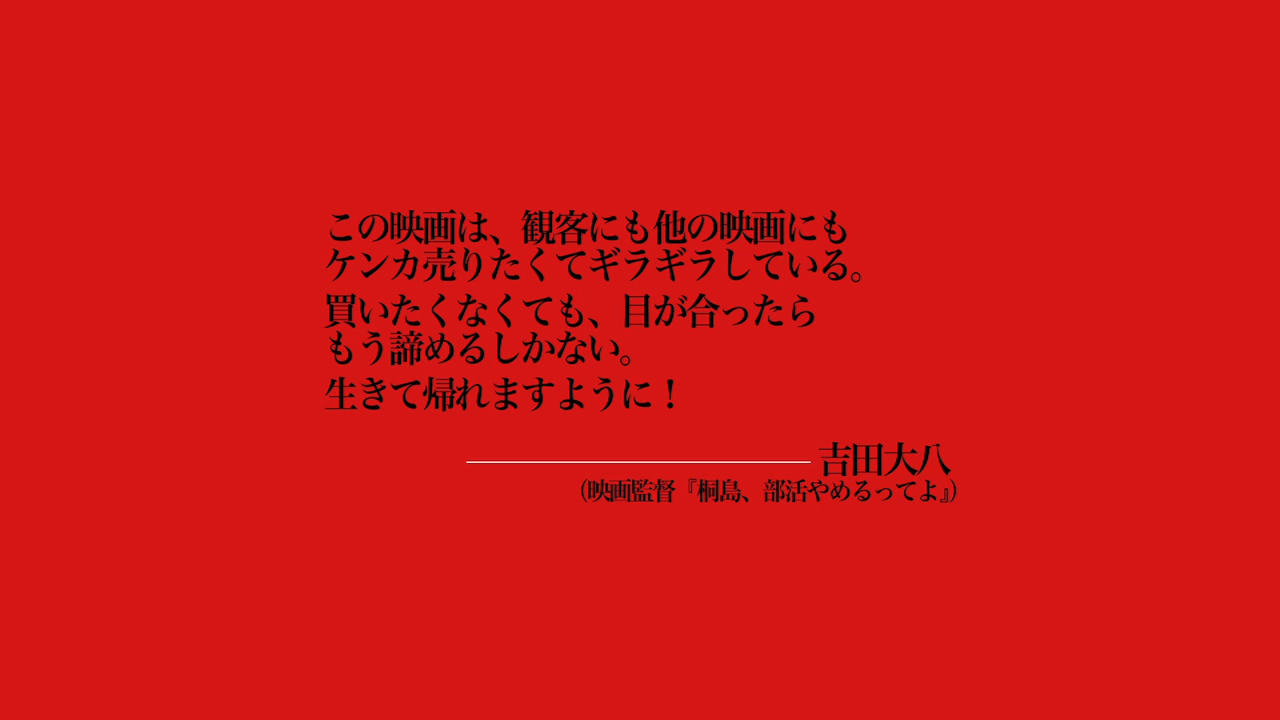 この映画は、観客にも他の映画にも
ケンカ売りたくてギラギラしている。
買いたくなくても、目が合ったら
もう諦めるしかない。
生きて帰れますように！
吉田大八
（映画監督『桐島、部活やめるってよ』）